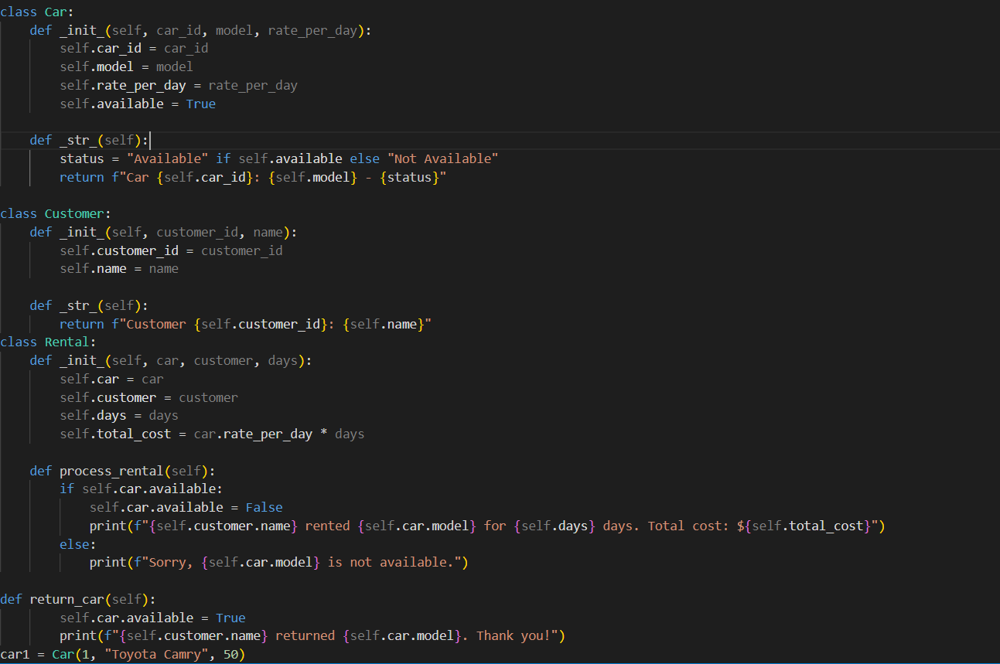 class Car:
    def _init_(self, car_id, model, rate_per_day):
        self.car_id = car_id
        self.model = model
        self.rate_per_day = rate_per_day
        self.available = True

    def _str_(self):
        status = "Available" if self.available else "Not Available"
        return f"Car {self.car_id}: {self.model} - {status}"

class Customer:
    def _init_(self, customer_id, name):
        self.customer_id = customer_id
        self.name = name

    def _str_(self):
        return f"Customer {self.customer_id}: {self.name}"
class Rental:
    def _init_(self, car, customer, days):
        self.car = car
        self.customer = customer
        self.days = days
        self.total_cost = car.rate_per_day * days

    def process_rental(self):
        if self.car.available:
            self.car.available = False
            print(f"{self.customer.name} rented {self.car.model} for {self.days} days. Total cost: ${self.total_cost}")
        else:
            print(f"Sorry, {self.car.model} is not available.")

def return_car(self):
        self.car.available = True
        print(f"{self.customer.name} returned {self.car.model}. Thank you!")
car1 = Car(1, "Toyota Camry", 50)